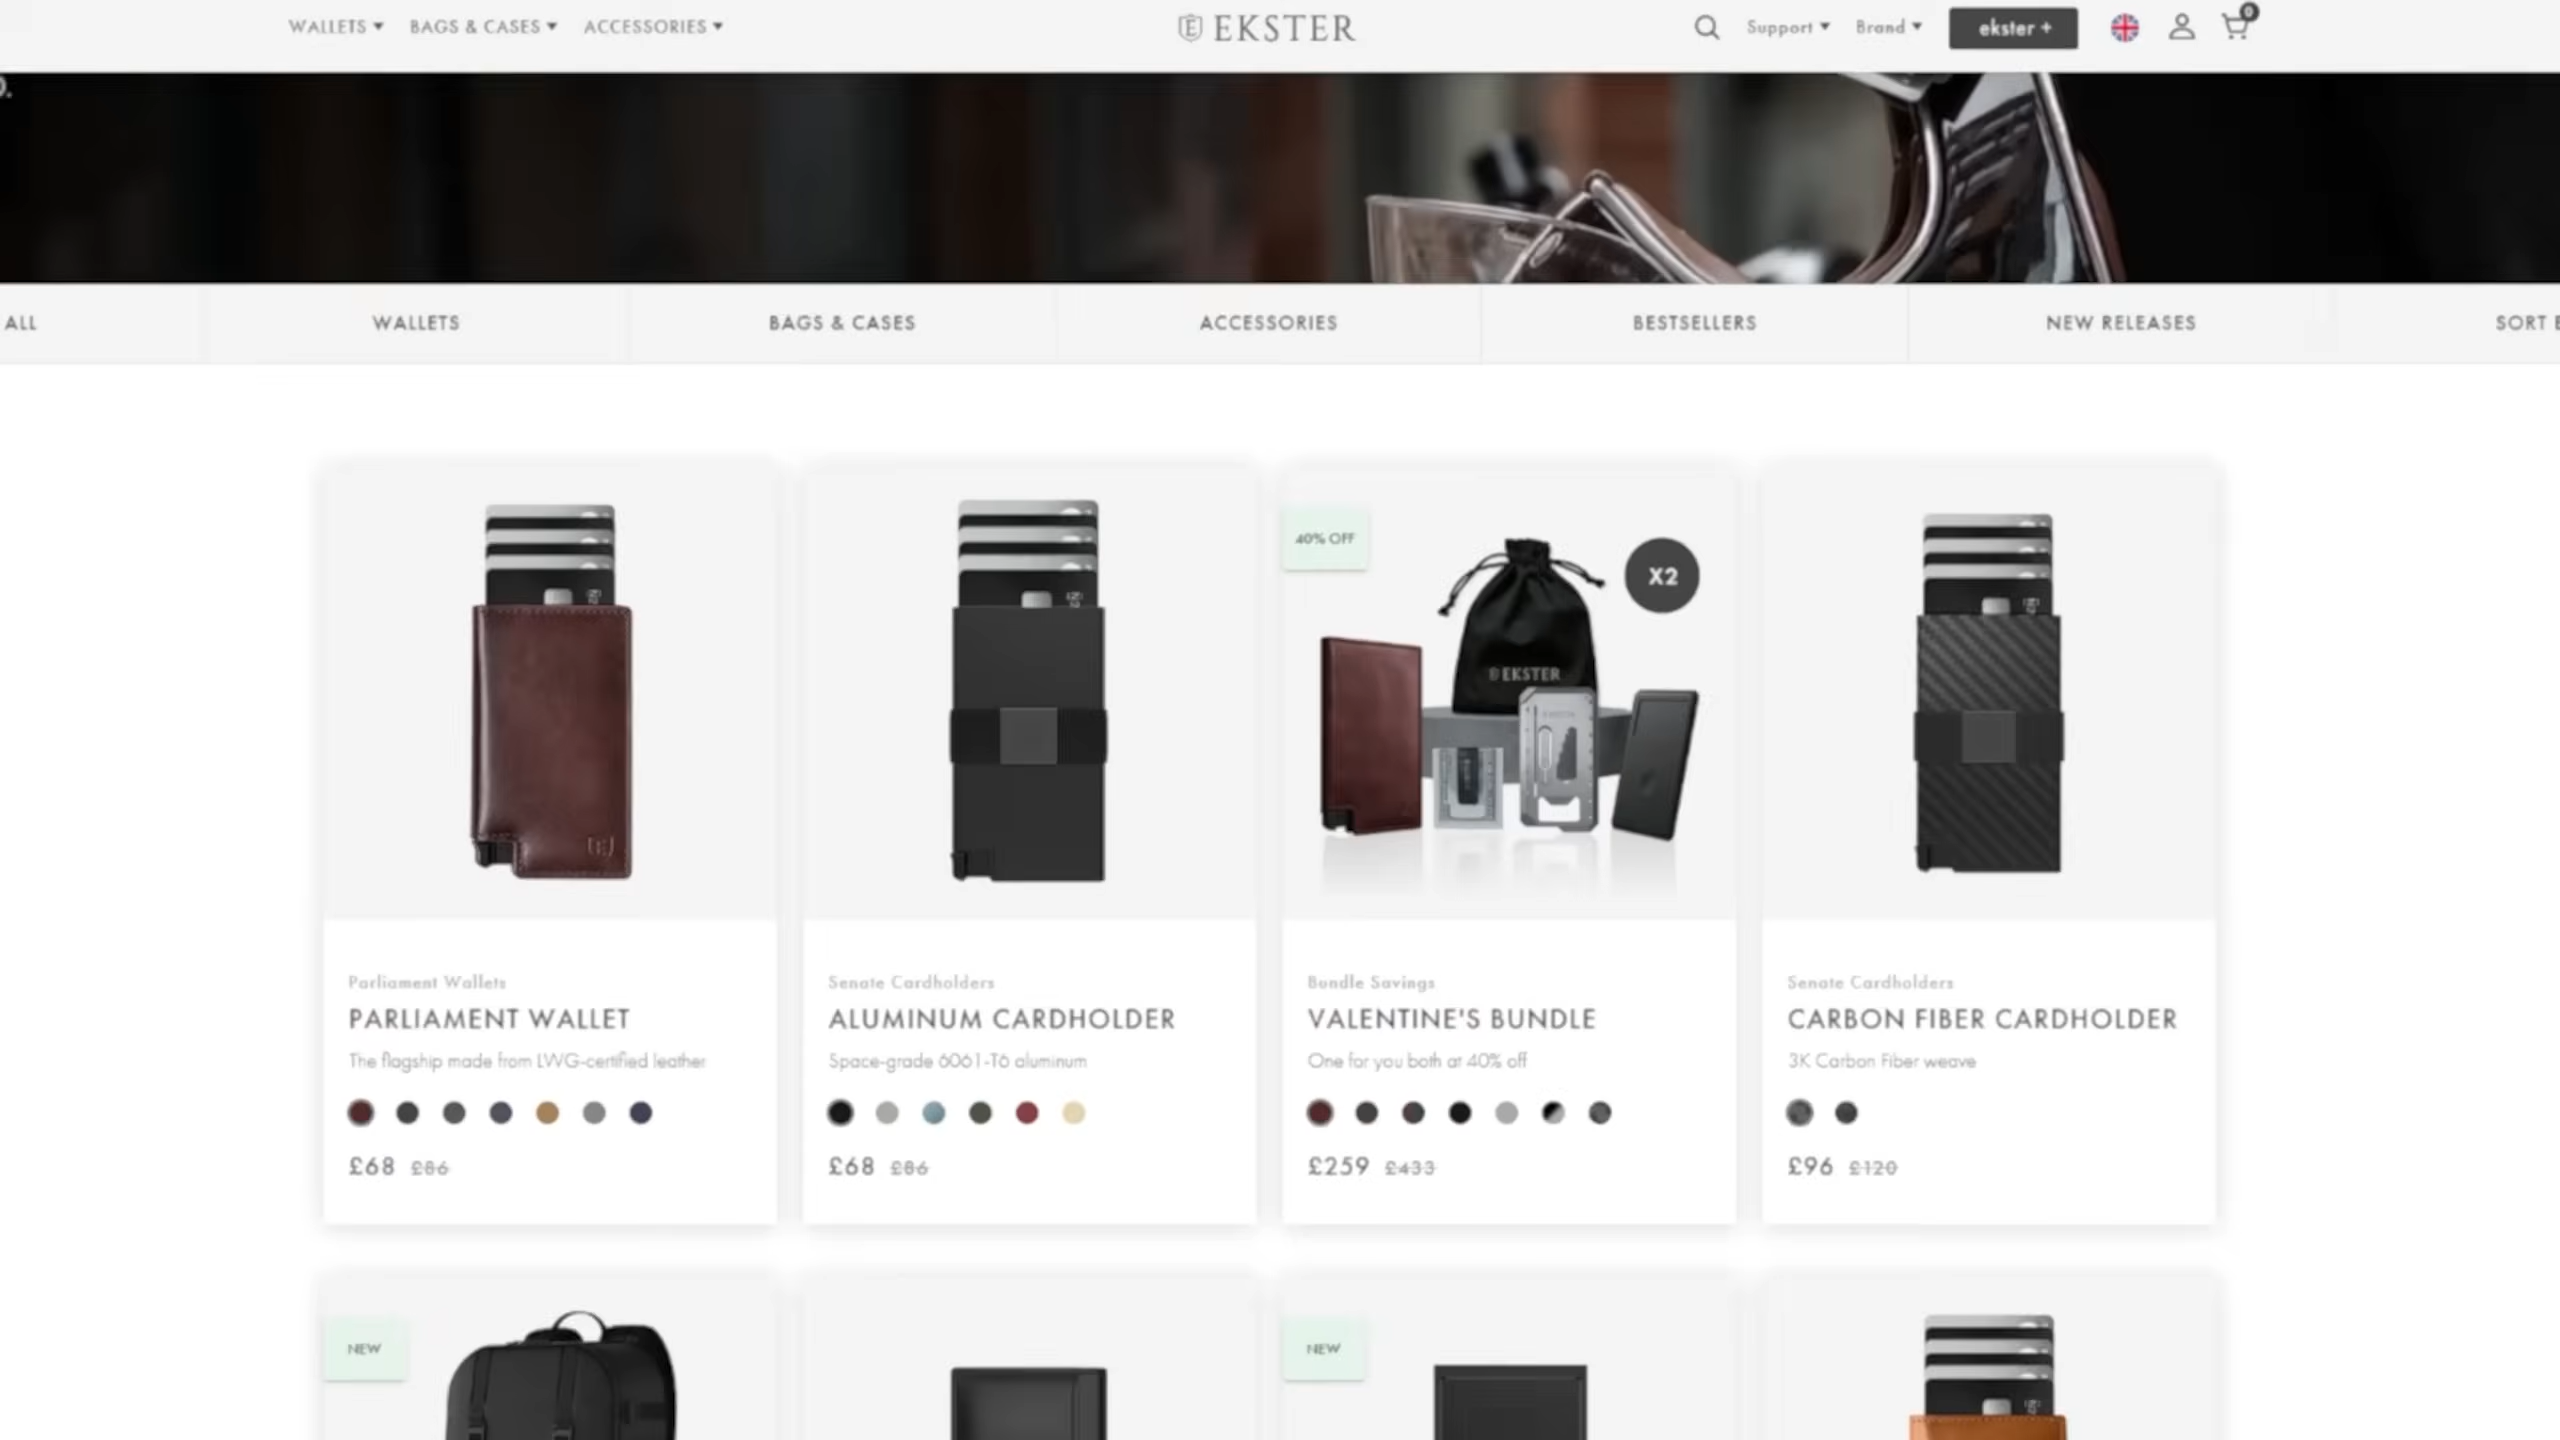 WALLETS BAGS & CASES ACCESSORIES EKSTER Support Brand ekster + 0
ALL WALLETS BAGS & CASES ACCESSORIES BESTSELLERS NEW RELEASES SORT
40% OFF
X2
EKSTER
Parliament Wallets
PARLIAMENT WALLET
The flagship made from LWG-certified leather
£68 £86
Senate Cardholders
ALUMINUM CARDHOLDER
Space-grade 6061-T6 aluminum
£68 £86
Bundle Savings
VALENTINE'S BUNDLE
One for you both at 40% off
£259 £433
Senate Cardholders
CARBON FIBER CARDHOLDER
3K Carbon Fiber weave
£96 £120
NEW
NEW